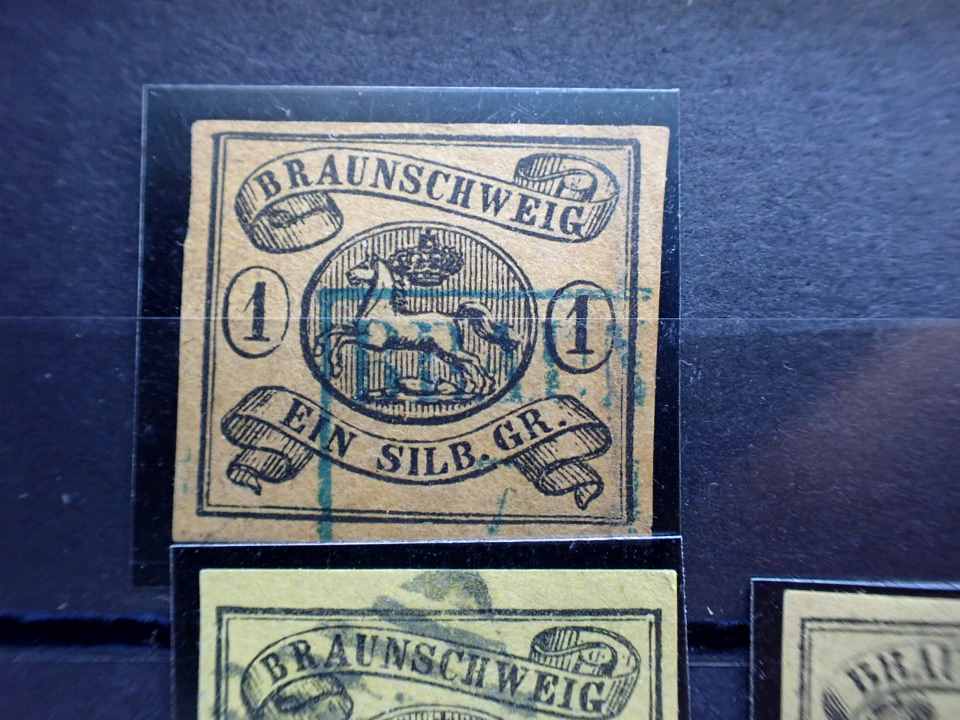 BRAUNSCHWEIG
1 1
EIN SILB. GR.
BRAUNSCHWEIG